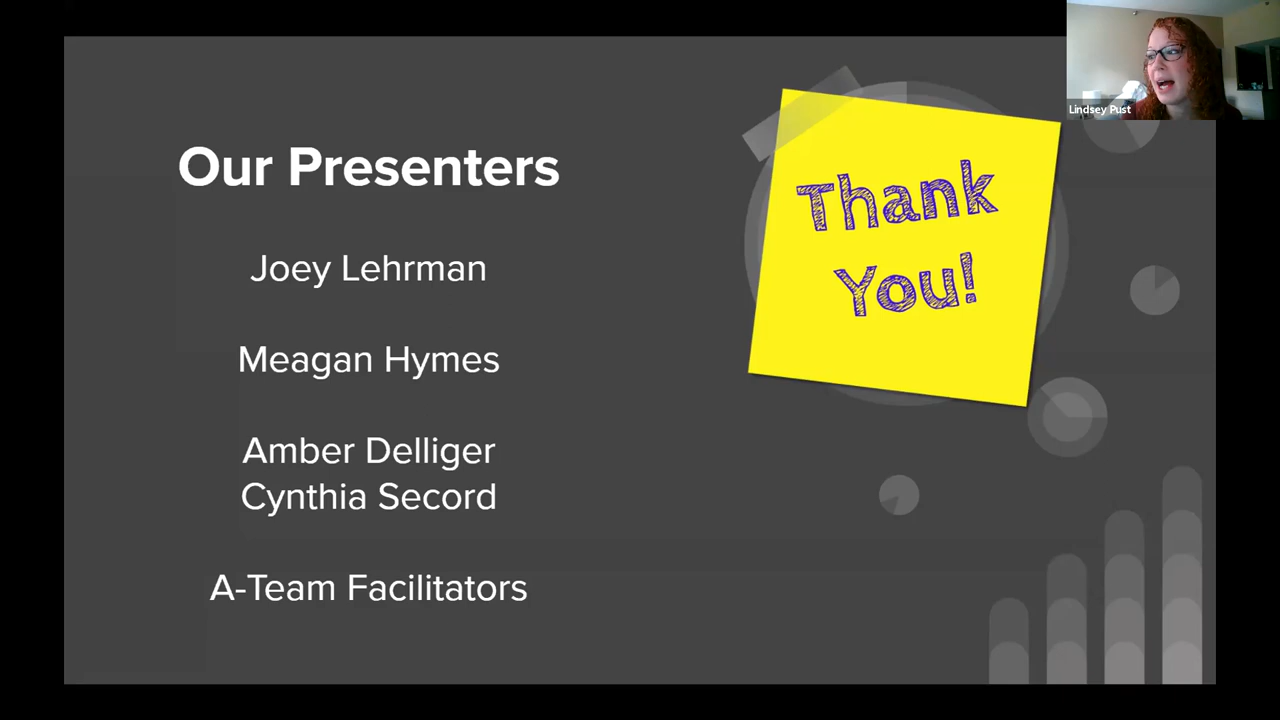 Lindsey Pust
Our Presenters
Thank
You!
Joey Lehrman
Meagan Hymes
Amber Delliger
Cynthia Secord
A-Team Facilitators